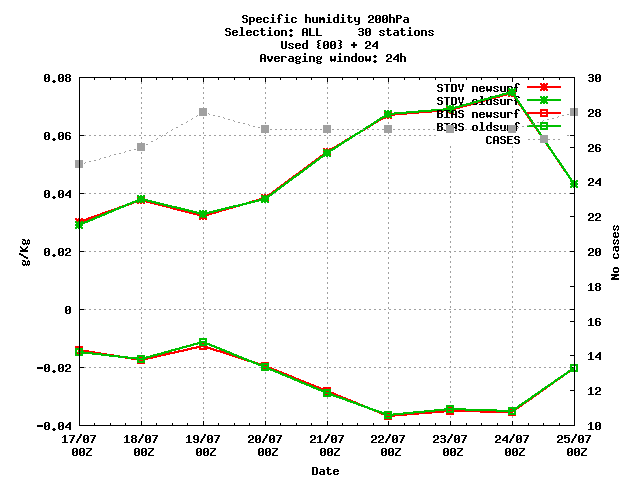 Specific humidity 200hPa
Selection: ALL 30 stations
Used {00} + 24
Averaging window: 24h
0.08 30
STDV newsurf
STDV oldsurf
BIAS newsurf 28
0.06 BIAS oldsurf
CASES 26
0.04 24
22
0.02 20
g/Kg No cases
18
0 16
-0.02 14
12
-0.04 10
17/07 18/07 19/07 20/07 21/07 22/07 23/07 24/07 25/07
00Z 00Z 00Z 00Z 00Z 00Z 00Z 00Z 00Z
Date